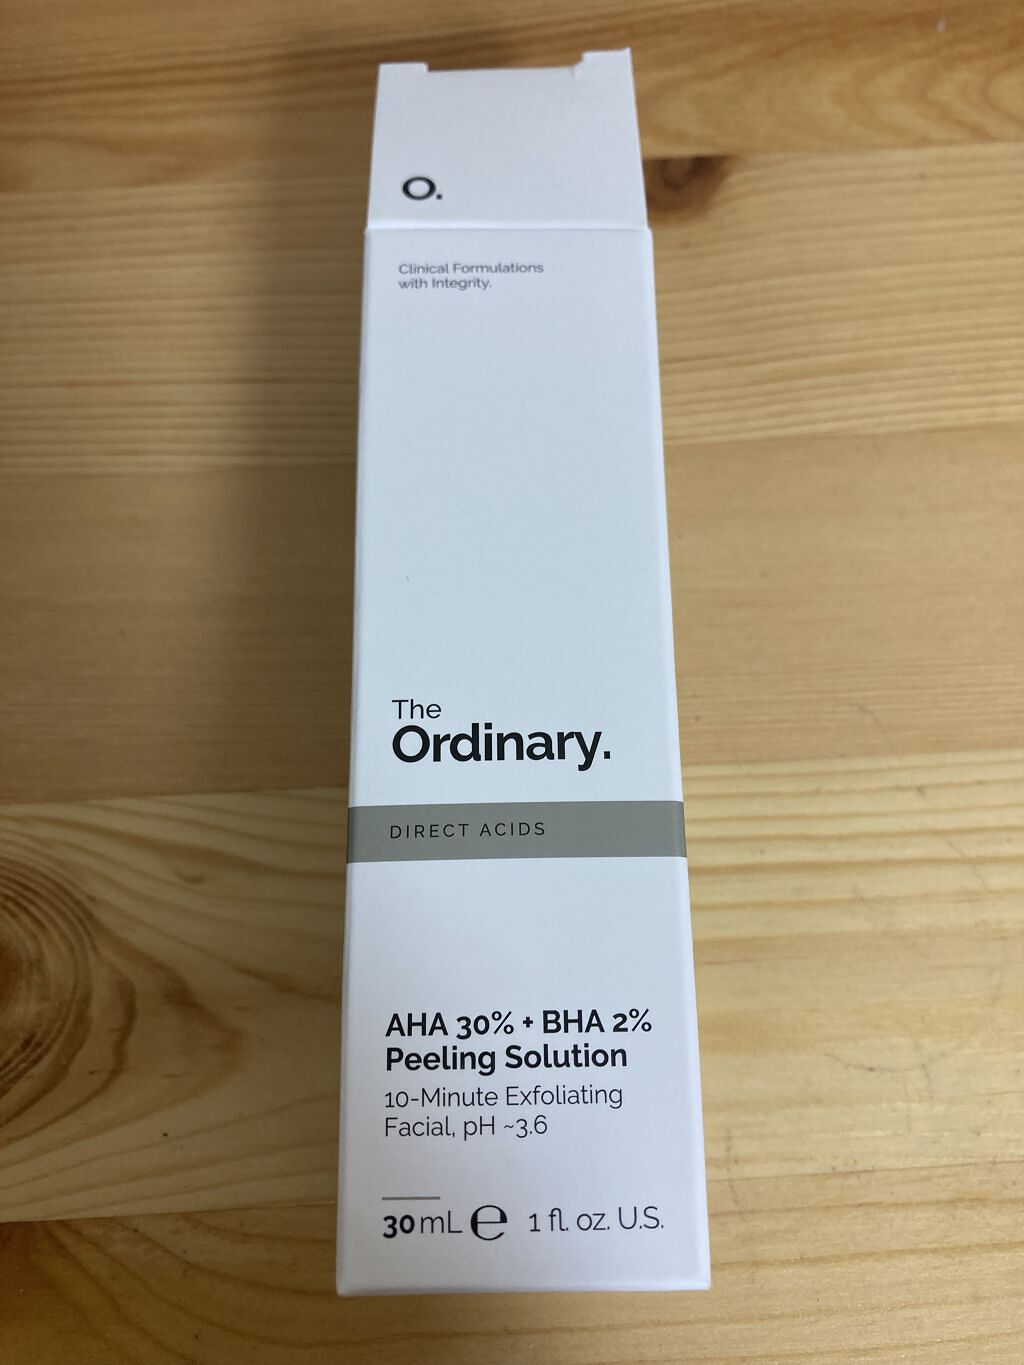 O.
Clinical Formulations
with Integrity.
The
Ordinary.
DIRECT ACIDS
AHA 30% + BHA 2%
Peeling Solution
10-Minute Exfoliating
Facial, pH ~3.6
30 mL ℮ 1 fl. oz. U.S.